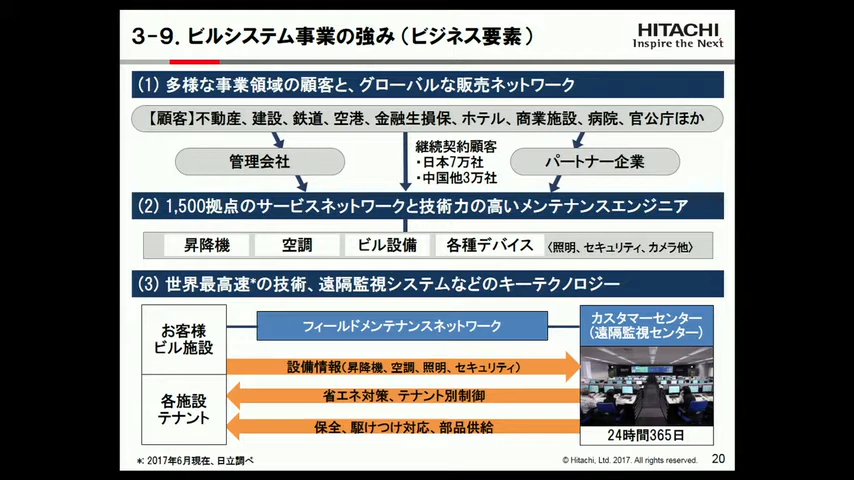 3-9. ビルシステム事業の強み（ビジネス要素）
HITACHI
Inspire the Next
(1) 多様な事業領域の顧客と、グローバルな販売ネットワーク
【顧客】不動産、建設、鉄道、空港、金融生損保、ホテル、商業施設、病院、官公庁ほか
管理会社
継続契約顧客
・日本7万社
・中国他3万社
パートナー企業
(2) 1,500拠点のサービスネットワークと技術力の高いメンテナンスエンジニア
昇降機 空調 ビル設備 各種デバイス 〈照明、セキュリティ、カメラ他〉
(3) 世界最高速*の技術、遠隔監視システムなどのキーテクノロジー
お客様
ビル施設
フィールドメンテナンスネットワーク
カスタマーセンター
（遠隔監視センター）
設備情報（昇降機、空調、照明、セキュリティ）
各施設
テナント
省エネ対策、テナント別制御
保全、駆けつけ対応、部品供給
24時間365日
*: 2017年6月現在、日立調べ
© Hitachi, Ltd. 2017. All rights reserved. 20